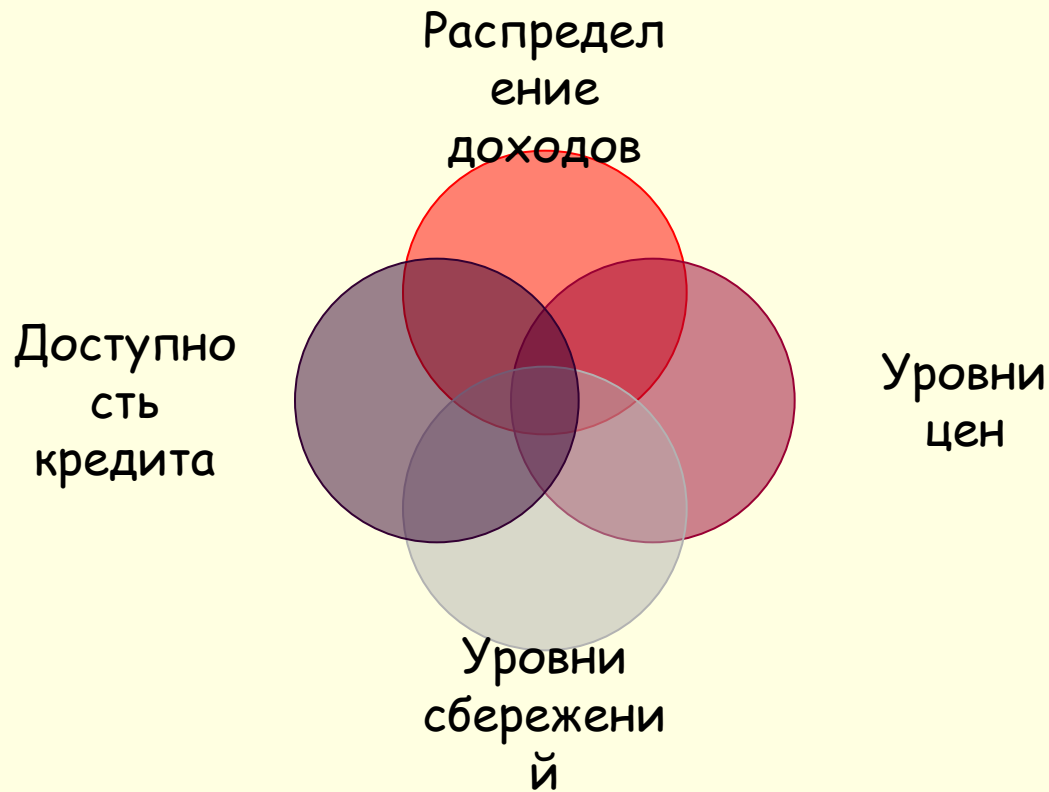 Распредел
ение
доходов
Доступно
сть
кредита
Уровни
цен
Уровни
сбережени
й